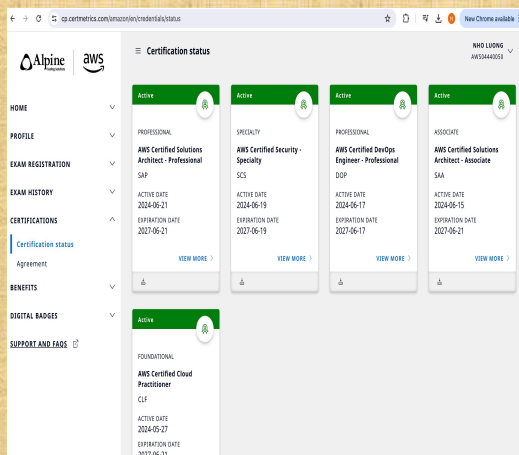 cp.certmetrics.com/amazon/en/credentials/status
New Chrome available
Alpine
aws
Certification status
NHO LUONG
AWS04440050
HOME
PROFILE
EXAM REGISTRATION
EXAM HISTORY
CERTIFICATIONS
Certification status
Agreement
BENEFITS
DIGITAL BADGES
SUPPORT AND FAQS
Active
PROFESSIONAL
AWS Certified Solutions
Architect - Professional
SAP
ACTIVE DATE
2024-06-21
EXPIRATION DATE
2027-06-21
VIEW MORE
Active
SPECIALTY
AWS Certified Security -
Specialty
SCS
ACTIVE DATE
2024-06-19
EXPIRATION DATE
2027-06-19
VIEW MORE
Active
PROFESSIONAL
AWS Certified DevOps
Engineer - Professional
DOP
ACTIVE DATE
2024-06-17
EXPIRATION DATE
2027-06-17
VIEW MORE
Active
ASSOCIATE
AWS Certified Solutions
Architect - Associate
SAA
ACTIVE DATE
2024-06-15
EXPIRATION DATE
2027-06-21
VIEW MORE
Active
FOUNDATIONAL
AWS Certified Cloud
Practitioner
CLF
ACTIVE DATE
2024-05-27
EXPIRATION DATE
2027-06-21